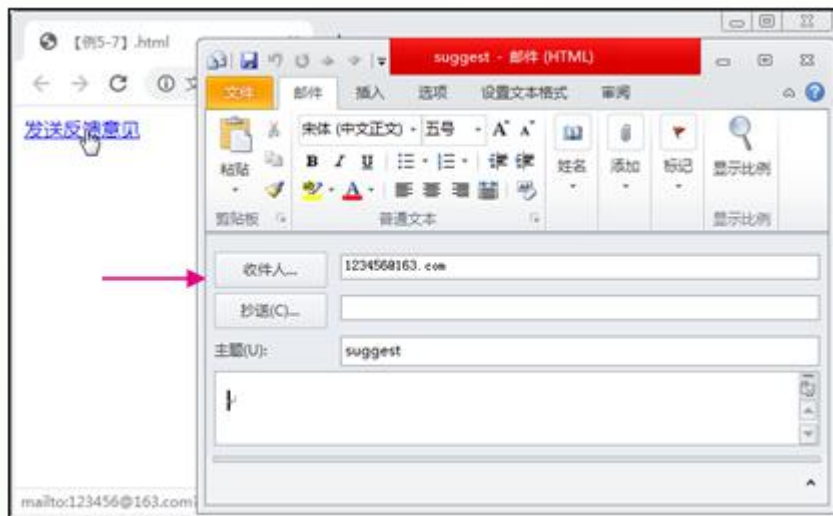 【例5-7】.html
suggest - 邮件 (HTML)
文件 邮件 插入 选项 设置文本格式 审阅
发送反馈意见
宋体 (中文正文) 五号 A A
B I U
A
粘贴 姓名 添加 标记 显示比例
剪贴板 普通文本 显示比例
收件人... 123456@163.com
抄送(C)...
主题(U): suggest
mailto:123456@163.com